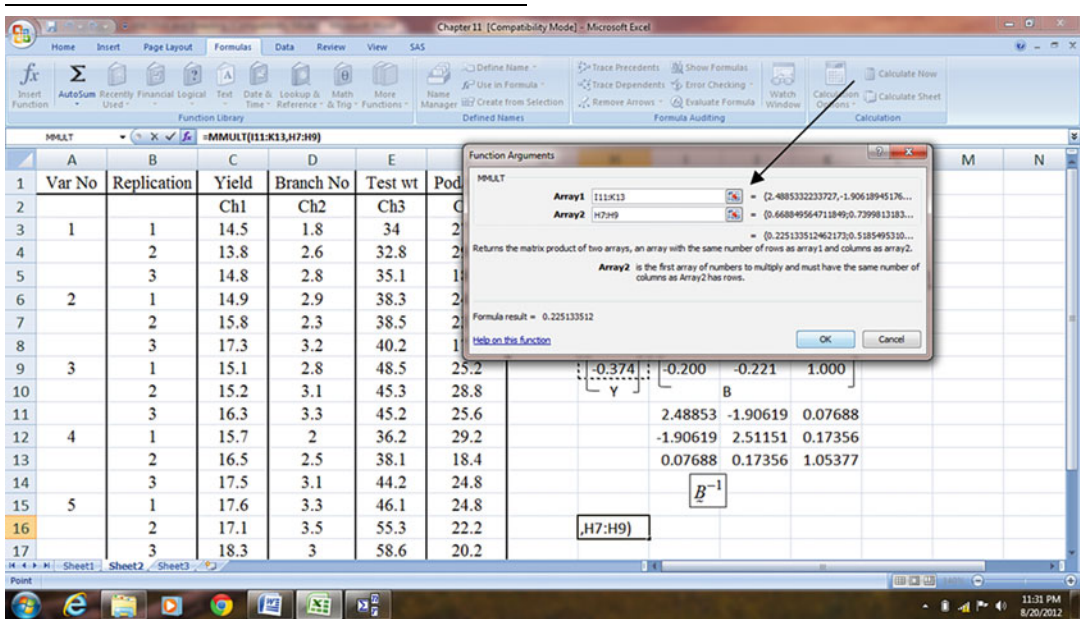 Chapter 11 [Compatibility Mode] - Microsoft Excel
Home Insert Page Layout Formulas Data Review View SAS
fx Σ
Insert Function AutoSum Recently Used Financial Logical Text Date & Time Lookup & Reference Math & Trig More Functions Name Manager
Define Name
Use in Formula
Create from Selection
Trace Precedents Show Formulas
Trace Dependents Error Checking
Remove Arrows Evaluate Formula
Watch Window
Calculation Options
Calculate Now
Calculate Sheet
Function Library Defined Names Formula Auditing Calculation
MMULT fx =MMULT(I11:K13,H7:H9)
A B C D E M N
1 Var No Replication Yield Branch No Test wt
2 Ch1 Ch2 Ch3
3 1 1 14.5 1.8 34
4 2 13.8 2.6 32.8
5 3 14.8 2.8 35.1
6 2 1 14.9 2.9 38.3
7 2 15.8 2.3 38.5
8 3 17.3 3.2 40.2
9 3 1 15.1 2.8 48.5 25.2 -0.374 -0.200 -0.221 1.000
10 2 15.2 3.1 45.3 28.8 Y B
11 3 16.3 3.3 45.2 25.6 2.48853 -1.90619 0.07688
12 4 1 15.7 2 36.2 29.2 -1.90619 2.51151 0.17356
13 2 16.5 2.5 38.1 18.4 0.07688 0.17356 1.05377
14 3 17.5 3.1 44.2 24.8 B⁻¹
15 5 1 17.6 3.3 46.1 24.8
16 2 17.1 3.5 55.3 22.2 ,H7:H9)
17 3 18.3 3 58.6 20.2
Function Arguments
MMULT
Array1 I11:K13 = {2.4885332233727,-1.90618945176...
Array2 H7:H9 = {0.668849564711849;0.7399813183...
= {0.225133512462173;0.5185495310...
Returns the matrix product of two arrays, an array with the same number of rows as array1 and columns as array2.
Array2 is the first array of numbers to multiply and must have the same number of
columns as Array2 has rows.
Formula result = 0.225133512
Help on this function OK Cancel
Sheet1 Sheet2 Sheet3
Point
11:31 PM
8/20/2012